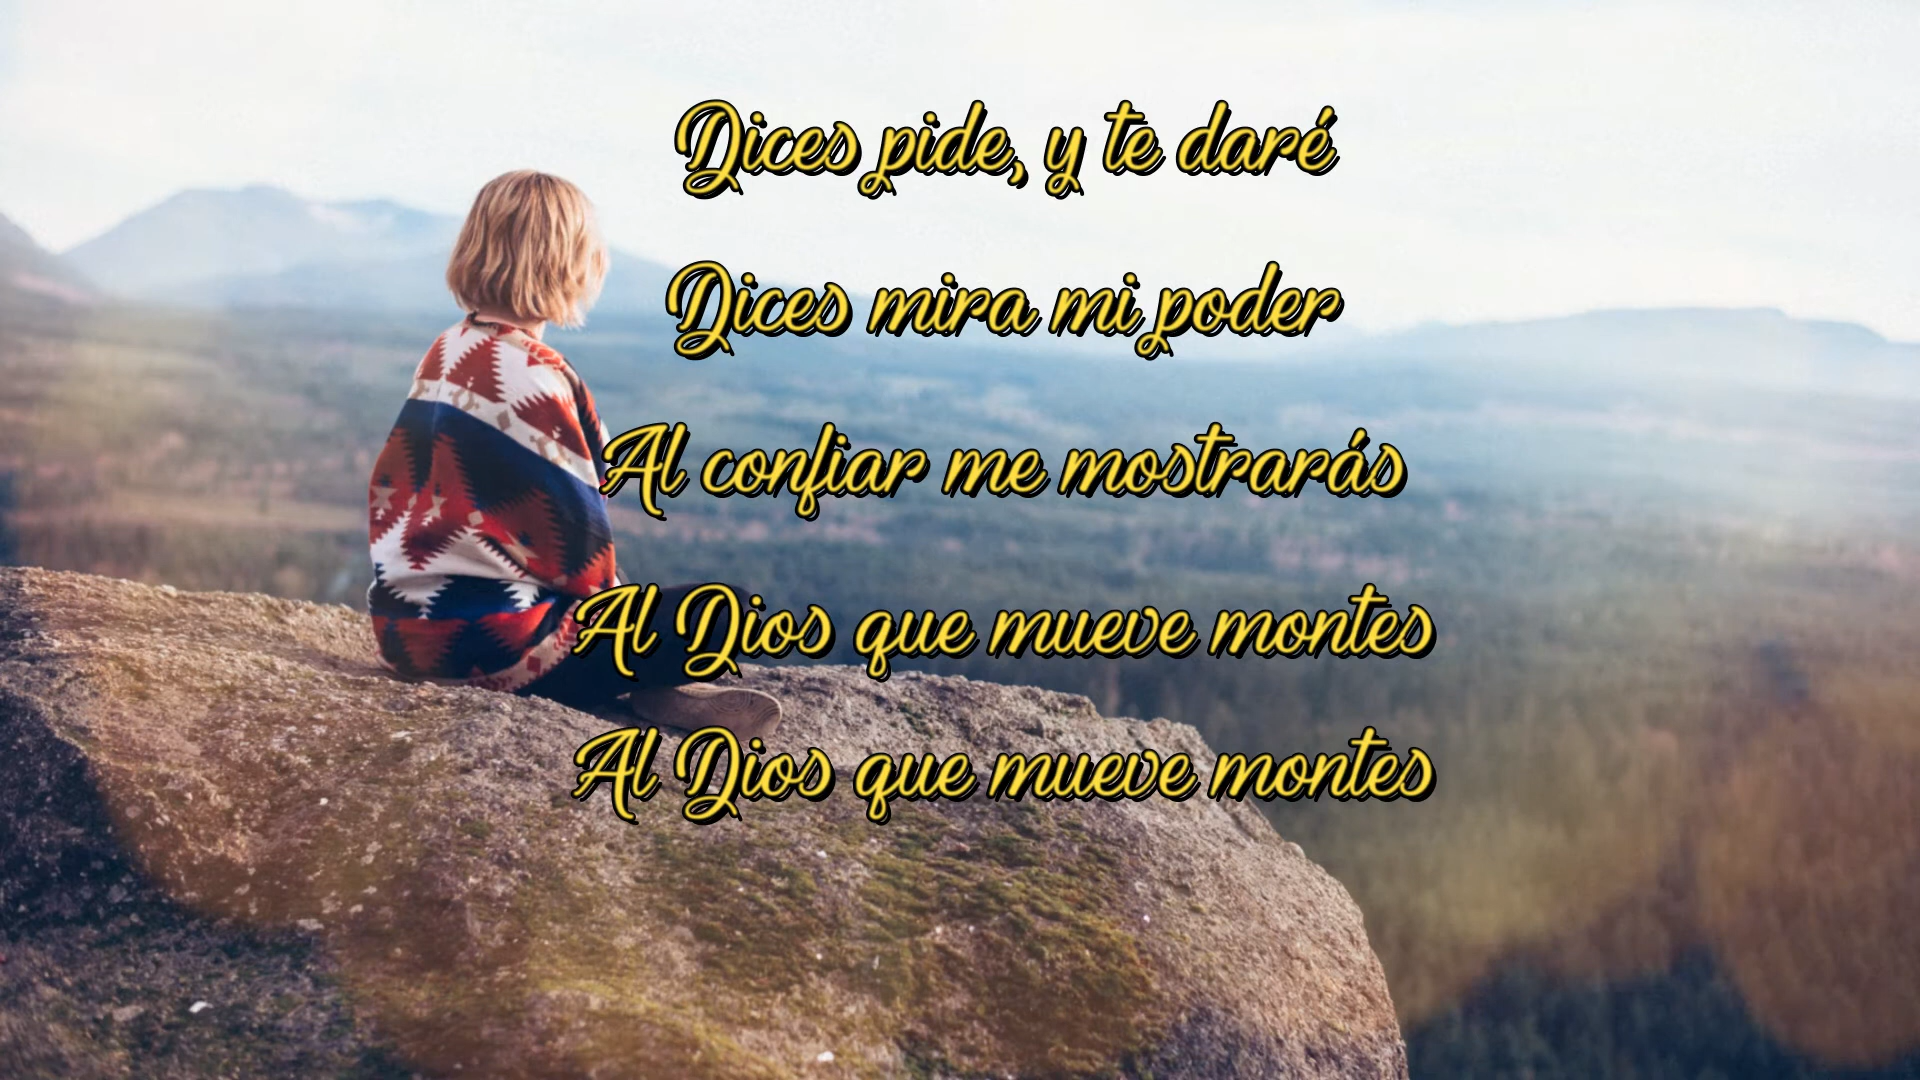 Dices pide, y te daré
Dices mira mi poder
Al confiar me mostrarás
Al Dios que mueve montes
Al Dios que mueve montes